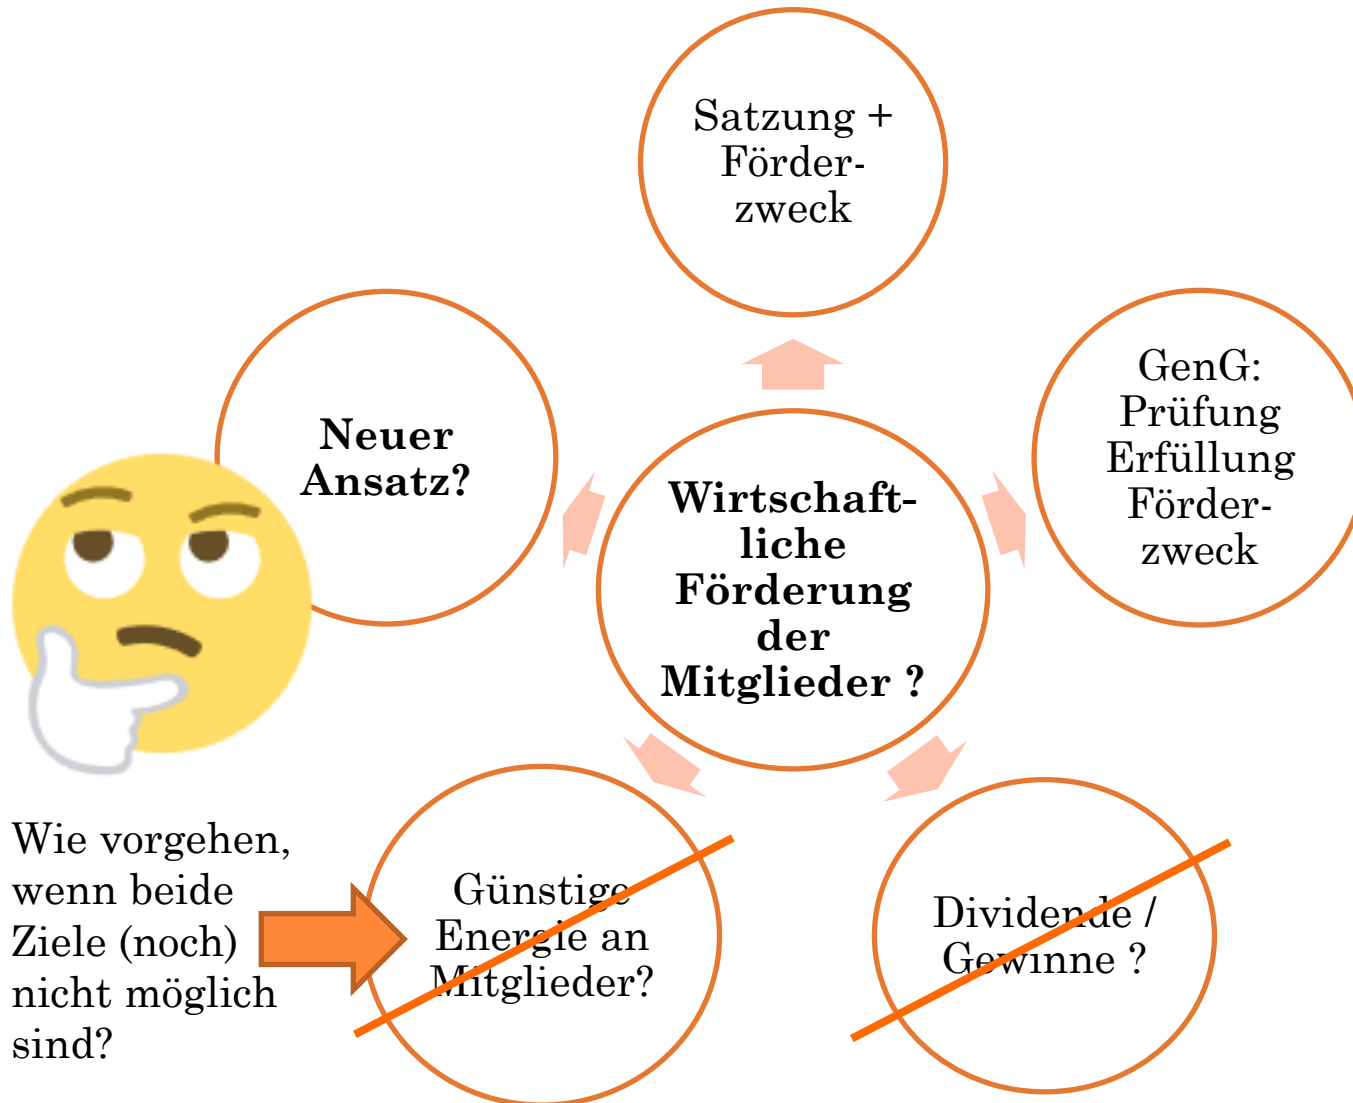 Satzung +
Förder-
zweck
GenG:
Prüfung
Erfüllung
Förder-
zweck
Neuer
Ansatz?
Wirtschaft-
liche
Förderung
der
Mitglieder ?
Wie vorgehen,
wenn beide
Ziele (noch)
nicht möglich
sind?
Günstige
Energie an
Mitglieder?
Dividende /
Gewinne ?